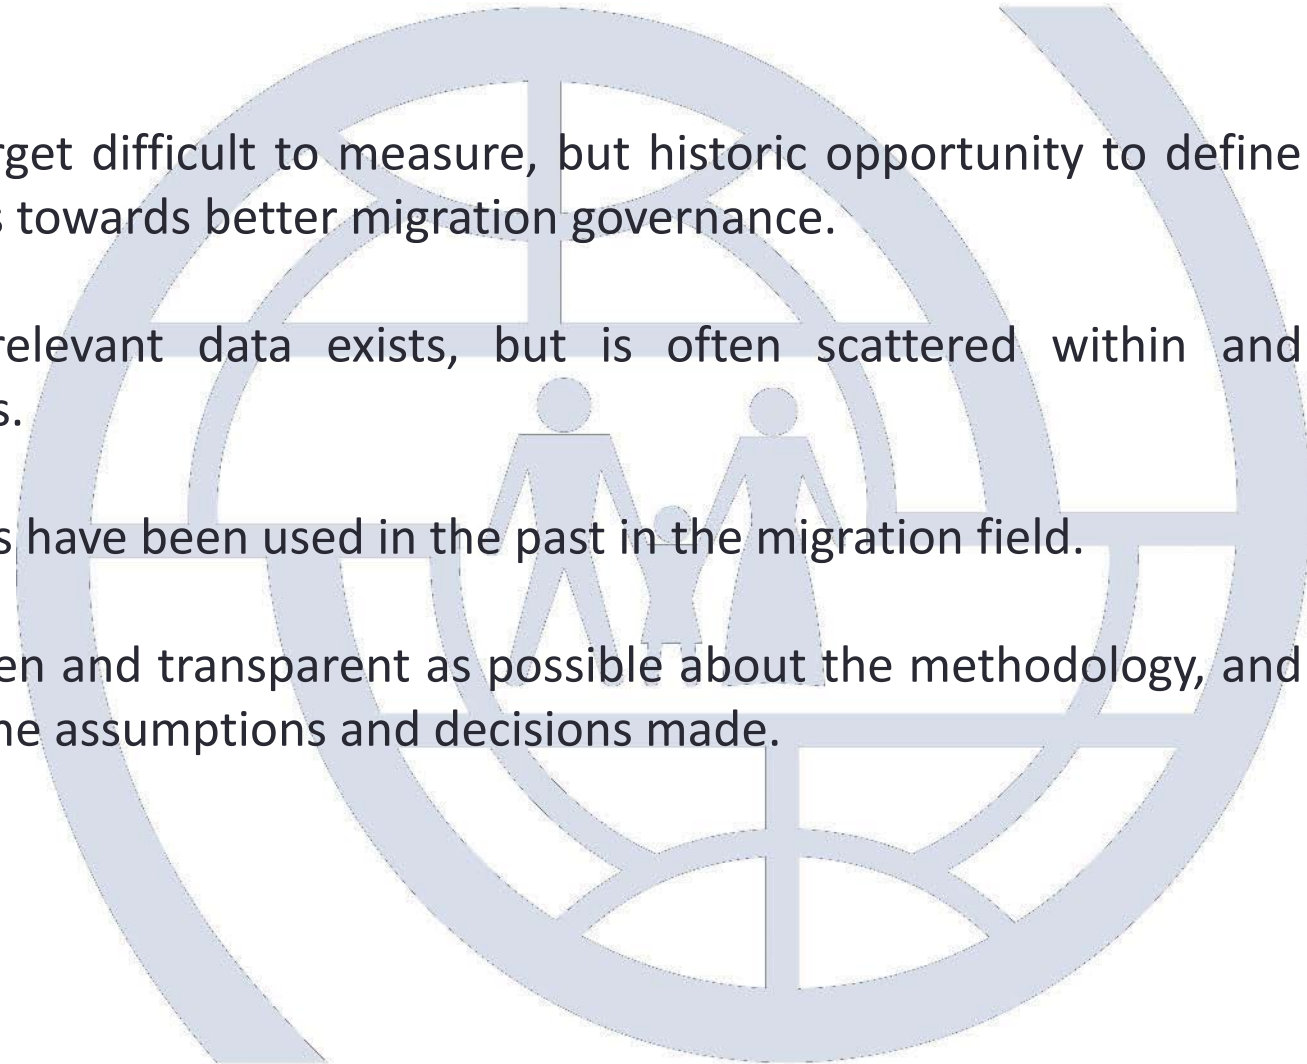 rget difficult to measure, but historic opportunity to define
s towards better migration governance.
relevant data exists, but is often scattered within and
s.
s have been used in the past in the migration field.
en and transparent as possible about the methodology, and
he assumptions and decisions made.